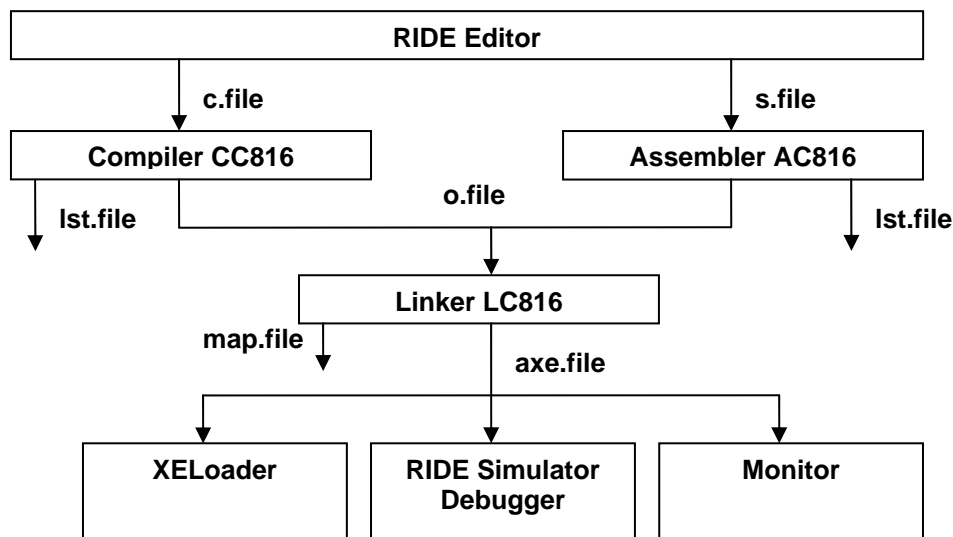 RIDE Editor
c.file
s.file
Compiler CC816
Assembler AC816
o.file
lst.file
lst.file
Linker LC816
map.file
axe.file
XELoader
RIDE Simulator
Debugger
Monitor